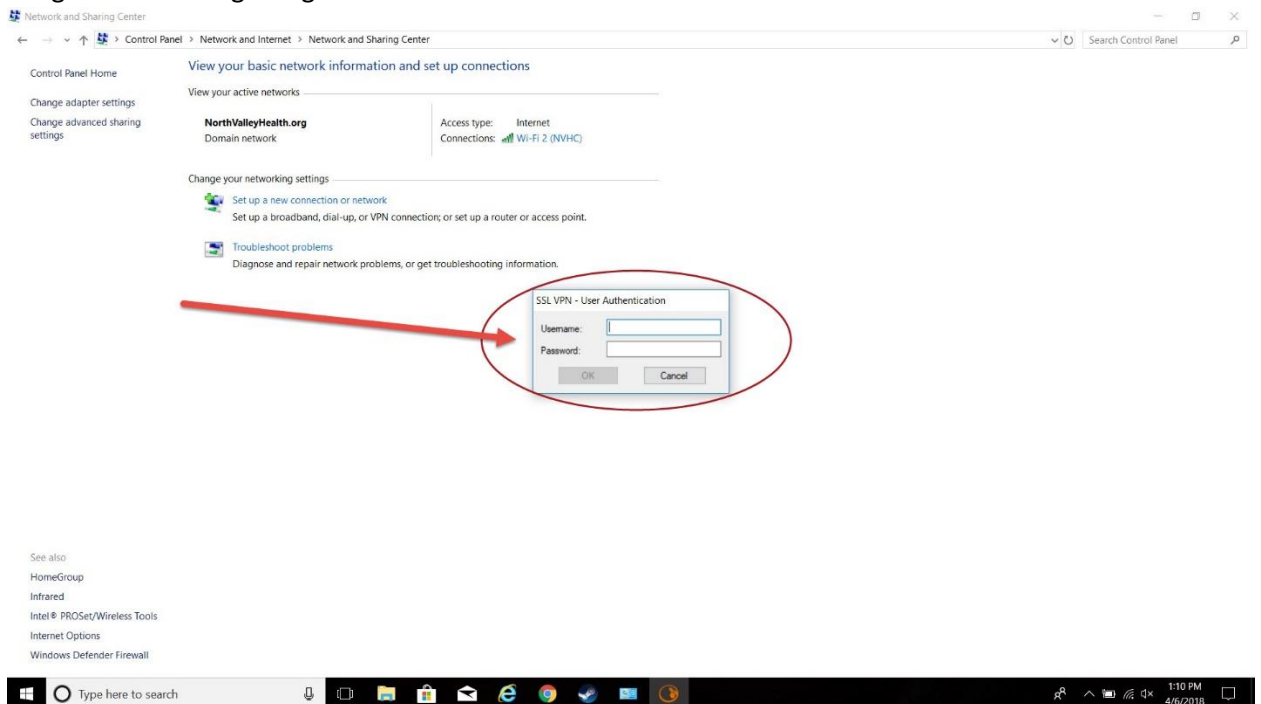 Network and Sharing Center
Control Panel > Network and Internet > Network and Sharing Center
Search Control Panel
Control Panel Home
Change adapter settings
Change advanced sharing
settings
View your basic network information and set up connections
View your active networks
NorthValleyHealth.org
Domain network
Access type: Internet
Connections: Wi-Fi 2 (NVHC)
Change your networking settings
Set up a new connection or network
Set up a broadband, dial-up, or VPN connection; or set up a router or access point.
Troubleshoot problems
Diagnose and repair network problems, or get troubleshooting information.
SSL VPN - User Authentication
Username:
Password:
OK Cancel
See also
HomeGroup
Infrared
Intel® PROSet/Wireless Tools
Internet Options
Windows Defender Firewall
Type here to search
1:10 PM
4/6/2018